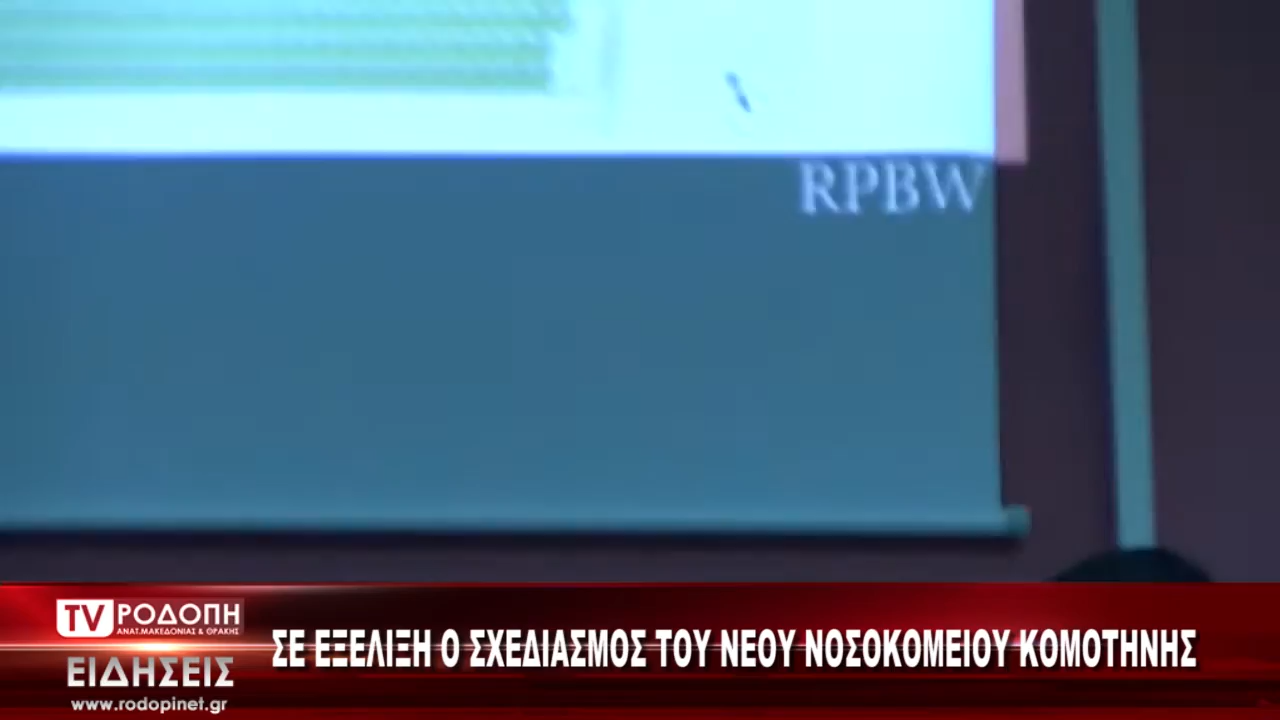 RPBW
TV ΡΟΔΟΠΗ
ΑΝΑΤ.ΜΑΚΕΔΟΝΙΑΣ & ΘΡΑΚΗΣ
ΕΙΔΗΣΕΙΣ
www.rodopinet.gr
ΣΕ ΕΞΕΛΙΞΗ Ο ΣΧΕΔΙΑΣΜΟΣ ΤΟΥ ΝΕΟΥ ΝΟΣΟΚΟΜΕΙΟΥ ΚΟΜΟΤΗΝΗΣ